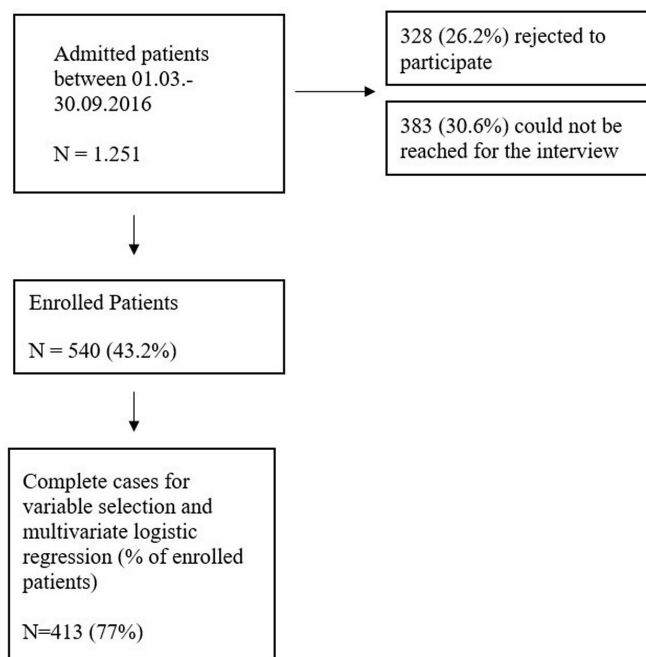 Admitted patients
between 01.03.-
30.09.2016
N = 1.251
328 (26.2%) rejected to
participate
383 (30.6%) could not be
reached for the interview
Enrolled Patients
N = 540 (43.2%)
Complete cases for
variable selection and
multivariate logistic
regression (% of enrolled
patients)
N=413 (77%)